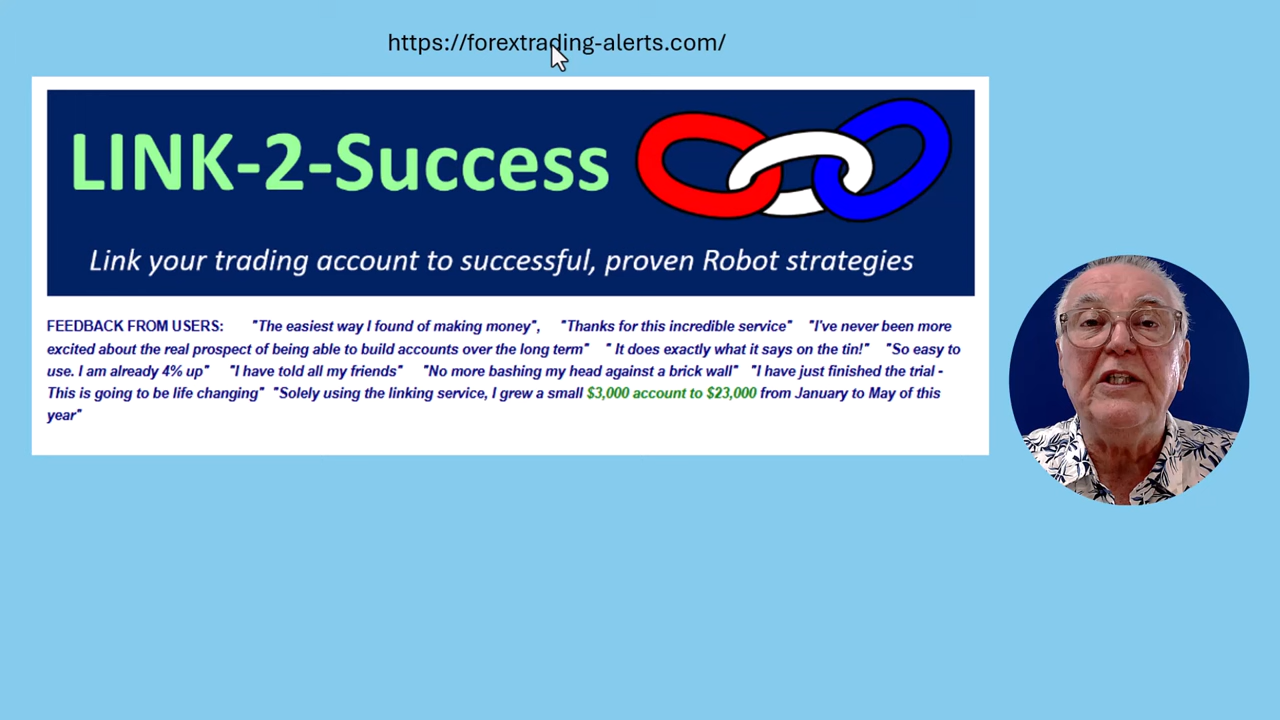 https://forextrading-alerts.com/
LINK-2-Success
Link your trading account to successful, proven Robot strategies
FEEDBACK FROM USERS: "The easiest way I found of making money", "Thanks for this incredible service" "I've never been more
excited about the real prospect of being able to build accounts over the long term" " It does exactly what it says on the tin!" "So easy to
use. I am already 4% up" "I have told all my friends" "No more bashing my head against a brick wall" "I have just finished the trial -
This is going to be life changing" "Solely using the linking service, I grew a small $3,000 account to $23,000 from January to May of this
year"